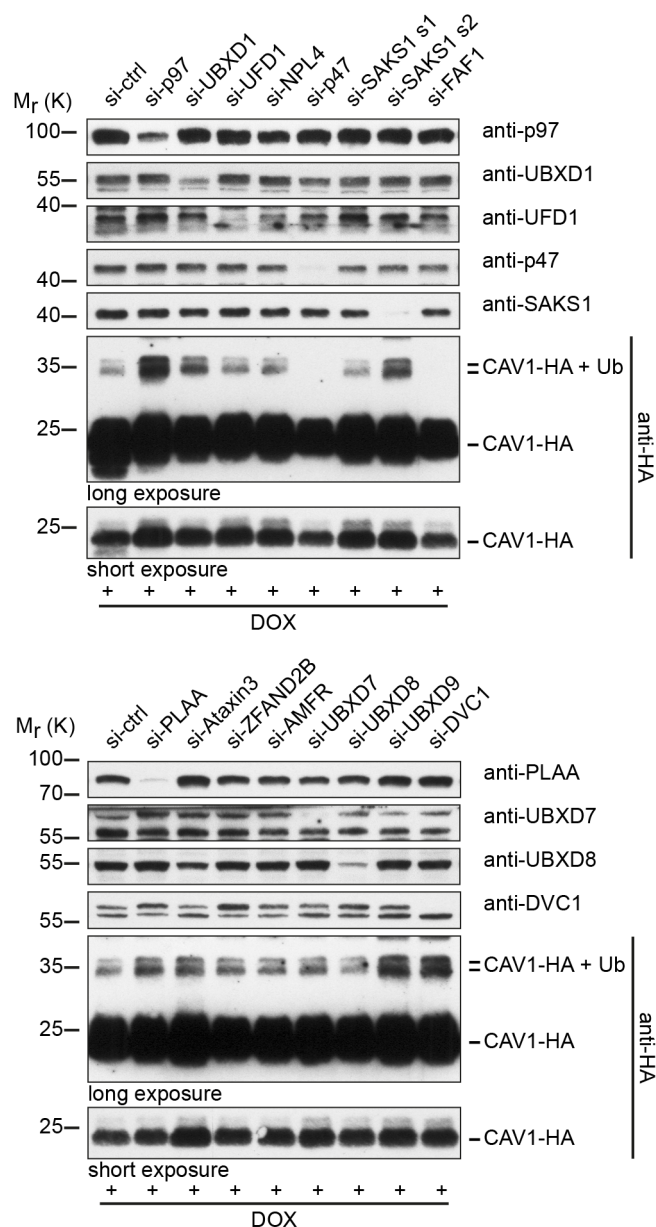 si-ctrl si-p97 si-UBXD1 si-UFD1 si-NPL4 si-p47 si-SAKS1 s1 si-SAKS1 s2 si-FAF1
Mr (K)
100 anti-p97
55 anti-UBXD1
40 anti-UFD1
40 anti-p47
40 anti-SAKS1
35 CAV1-HA + Ub
25 CAV1-HA
anti-HA
long exposure
25 CAV1-HA
short exposure
+ + + + + + + + +
DOX
si-ctrl si-PLAA si-Ataxin3 si-ZFAND2B si-AMFR si-UBXD7 si-UBXD8 si-UBXD9 si-DVC1
Mr (K)
100
70 anti-PLAA
55 anti-UBXD7
55 anti-UBXD8
55 anti-DVC1
35 CAV1-HA + Ub
25 CAV1-HA
anti-HA
long exposure
25 CAV1-HA
short exposure
+ + + + + + + + +
DOX